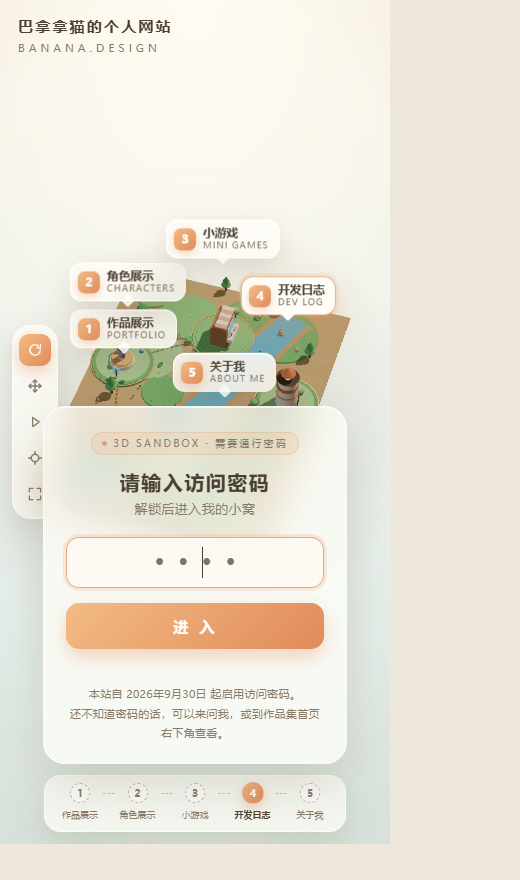 巴拿拿猫的个人网站
BANANA.DESIGN
3 小游戏
MINI GAMES
2 角色展示
CHARACTERS
4 开发日志
DEV LOG
1 作品展示
PORTFOLIO
5 关于我
ABOUT ME
3D SANDBOX · 需要通行密码
请输入访问密码
解锁后进入我的小窝
进 入
本站自 2026年9月30日 起启用访问密码。
还不知道密码的话，可以来问我，或到作品集首页
右下角查看。
1 2 3 4 5
作品展示 角色展示 小游戏 开发日志 关于我